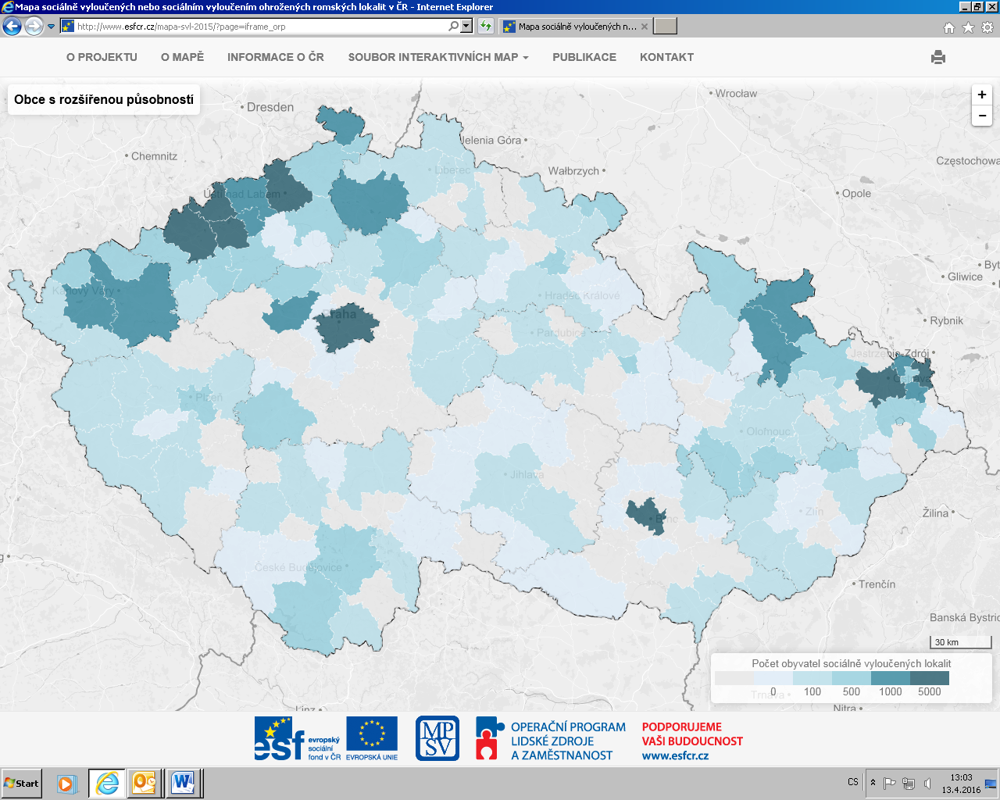 Mapa sociálně vyloučených nebo sociálním vyloučením ohrožených romských lokalit v ČR - Internet Explorer
http://www.esfcr.cz/mapa-svl-2015/?page=iframe_orp
Mapa sociálně vyloučených n...
O PROJEKTU O MAPĚ INFORMACE O ČR SOUBOR INTERAKTIVNÍCH MAP PUBLIKACE KONTAKT
Obce s rozšířenou působností
+
-
Wrocław
Dresden
Jelenia Góra
Chemnitz
Częstochowa
Wałbrzych
Liberec
Ústí nad Labem
Opole
Gliwice
Karlovy Vary
Hradec Králové
Praha
Rybnik
Pardubice
Jastrzębie-Zdrój
Ostrava
Plzeň
Olomouc
Jihlava
Zlín
Žilina
Brno
České Budějovice
Trenčín
Banská Bystric
30 km
Počet obyvatel sociálně vyloučených lokalit
0 100 500 1000 5000
Trnava
Nitra
Linz
esf evropský sociální fond v ČR
EVROPSKÁ UNIE
MP
SV
OPERAČNÍ PROGRAM
LIDSKÉ ZDROJE
A ZAMĚSTNANOST
PODPORUJEME
VAŠI BUDOUCNOST
www.esfcr.cz
Start
CS
13:03
13.4.2016